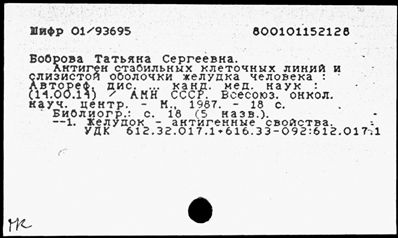 Шифр 01/93695 800101152128
Боброва Татьяна Сергеевна.
Антиген стабильных клеточных линий и
слизистой оболочки желудка человека :
Автореф. дис. ... канд. мед. наук :
(14.00.14) / АМН СССР. Всесоюз. онкол.
науч. центр. - М., 1987. - 18 с.
Библиогр.: с. 18 (5 назв.).
--1. Желудок - антигенные свойства.
УДК 612.32.017.1+616.33-092:612.017.1